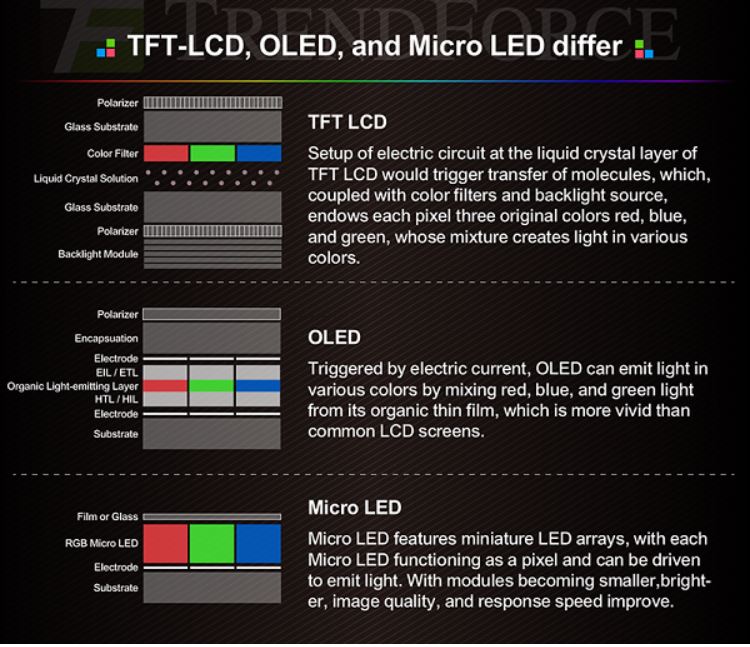 TRENDFORCE
TFT-LCD, OLED, and Micro LED differ
Polarizer
Glass Substrate
Color Filter
Liquid Crystal Solution
Glass Substrate
Polarizer
Backlight Module
TFT LCD
Setup of electric circuit at the liquid crystal layer of
TFT LCD would trigger transfer of molecules, which,
coupled with color filters and backlight source,
endows each pixel three original colors red, blue,
and green, whose mixture creates light in various
colors.
Polarizer
Encapsuation
Electrode
EIL / ETL
Organic Light-emitting Layer
HTL / HIL
Electrode
Substrate
OLED
Triggered by electric current, OLED can emit light in
various colors by mixing red, blue, and green light
from its organic thin film, which is more vivid than
common LCD screens.
Film or Glass
RGB Micro LED
Electrode
Substrate
Micro LED
Micro LED features miniature LED arrays, with each
Micro LED functioning as a pixel and can be driven
to emit light. With modules becoming smaller,bright-
er, image quality, and response speed improve.